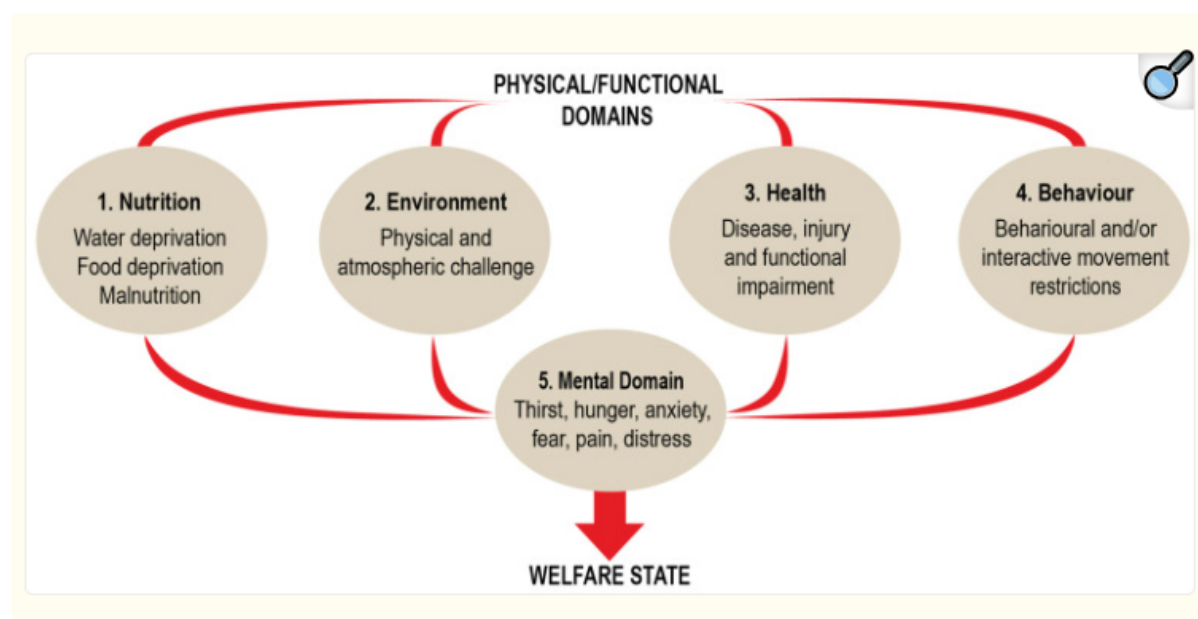 PHYSICAL/FUNCTIONAL
DOMAINS
1. Nutrition
Water deprivation
Food deprivation
Malnutrition
2. Environment
Physical and
atmospheric challenge
3. Health
Disease, injury
and functional
impairment
4. Behaviour
Beharioural and/or
interactive movement
restrictions
5. Mental Domain
Thirst, hunger, anxiety,
fear, pain, distress
WELFARE STATE